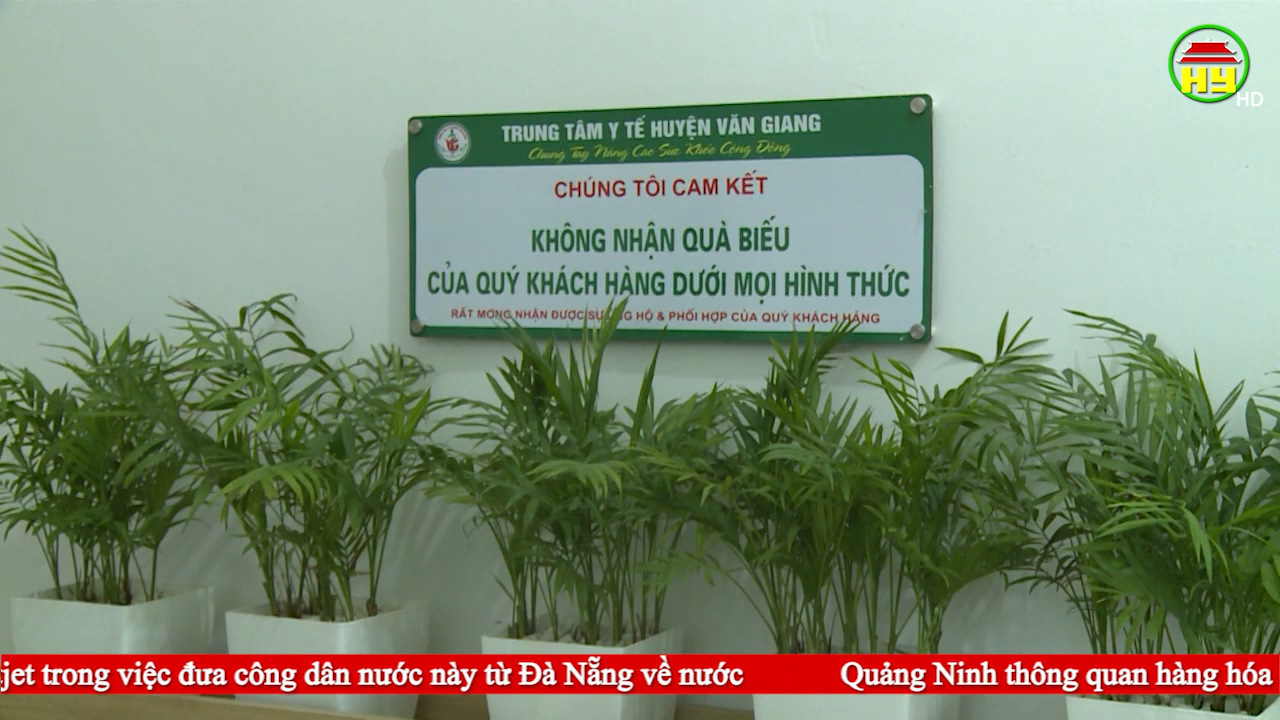 HY
HD
TRUNG TÂM Y TẾ HUYỆN VĂN GIANG
Chung Tay Nâng Cao Sức Khỏe Cộng Đồng
CHÚNG TÔI CAM KẾT
KHÔNG NHẬN QUÀ BIẾU
CỦA QUÝ KHÁCH HÀNG DƯỚI MỌI HÌNH THỨC
RẤT MONG NHẬN ĐƯỢC HỘ & PHỐI HỢP CỦA QUÝ KHÁCH HÀNG
jet trong việc đưa công dân nước này từ Đà Nẵng về nước
Quảng Ninh thông quan hàng hóa